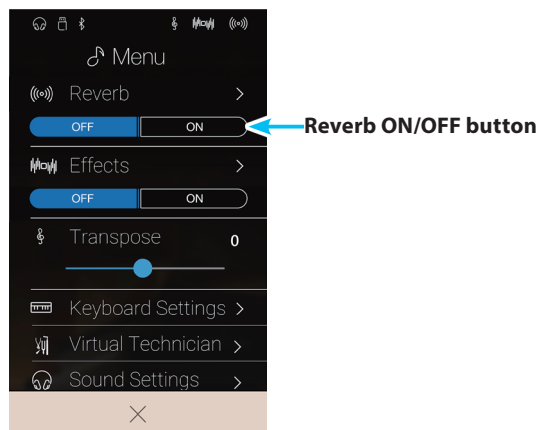 Menu
Reverb
OFF ON
Reverb ON/OFF button
Effects
OFF ON
Transpose 0
Keyboard Settings
Virtual Technician
Sound Settings